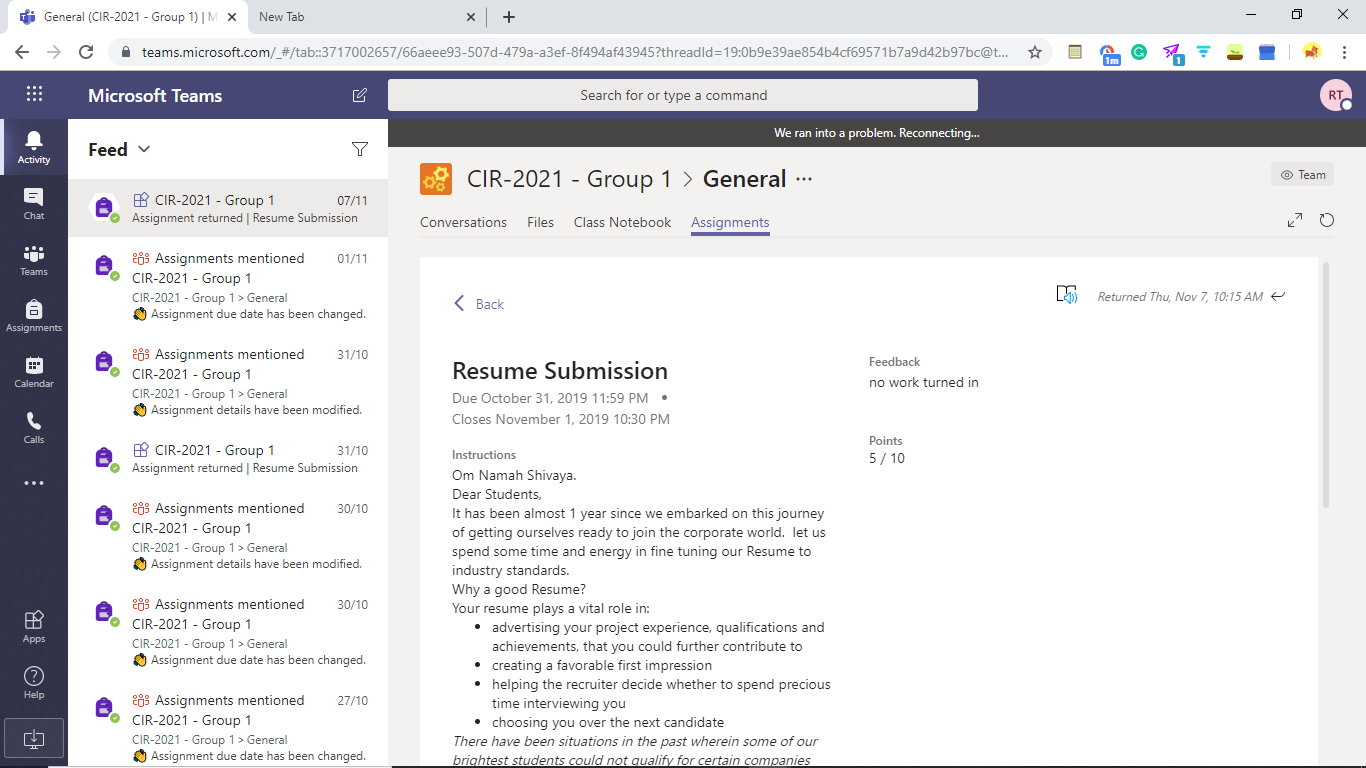 General (CIR-2021 - Group 1) | M
New Tab
teams.microsoft.com/_#/tab::3717002657/66aeee93-507d-479a-a3ef-8f494af43945?threadId=19:0b9e39ae854b4cf69571b7a9d42b97bc@t...
1m
1
Microsoft Teams
Search for or type a command
RT
We ran into a problem. Reconnecting...
Activity
Chat
Teams
Assignments
Calendar
Calls
Apps
Help
Feed
CIR-2021 - Group 1 07/11
Assignment returned | Resume Submission
Assignments mentioned 01/11
CIR-2021 - Group 1
CIR-2021 - Group 1 > General
Assignment due date has been changed.
Assignments mentioned 31/10
CIR-2021 - Group 1
CIR-2021 - Group 1 > General
Assignment details have been modified.
CIR-2021 - Group 1 31/10
Assignment returned | Resume Submission
Assignments mentioned 30/10
CIR-2021 - Group 1
CIR-2021 - Group 1 > General
Assignment details have been modified.
Assignments mentioned 30/10
CIR-2021 - Group 1
CIR-2021 - Group 1 > General
Assignment due date has been changed.
Assignments mentioned 27/10
CIR-2021 - Group 1
CIR-2021 - Group 1 > General
Assignment due date has been changed.
CIR-2021 - Group 1 > General ...
Team
Conversations Files Class Notebook Assignments
Back
Returned Thu, Nov 7, 10:15 AM
Resume Submission
Due October 31, 2019 11:59 PM •
Closes November 1, 2019 10:30 PM
Instructions
Om Namah Shivaya.
Dear Students,
It has been almost 1 year since we embarked on this journey
of getting ourselves ready to join the corporate world. let us
spend some time and energy in fine tuning our Resume to
industry standards.
Why a good Resume?
Your resume plays a vital role in:
• advertising your project experience, qualifications and
achievements, that you could further contribute to
• creating a favorable first impression
• helping the recruiter decide whether to spend precious
time interviewing you
• choosing you over the next candidate
There have been situations in the past wherein some of our
brightest students could not qualify for certain companies
Feedback
no work turned in
Points
5 / 10